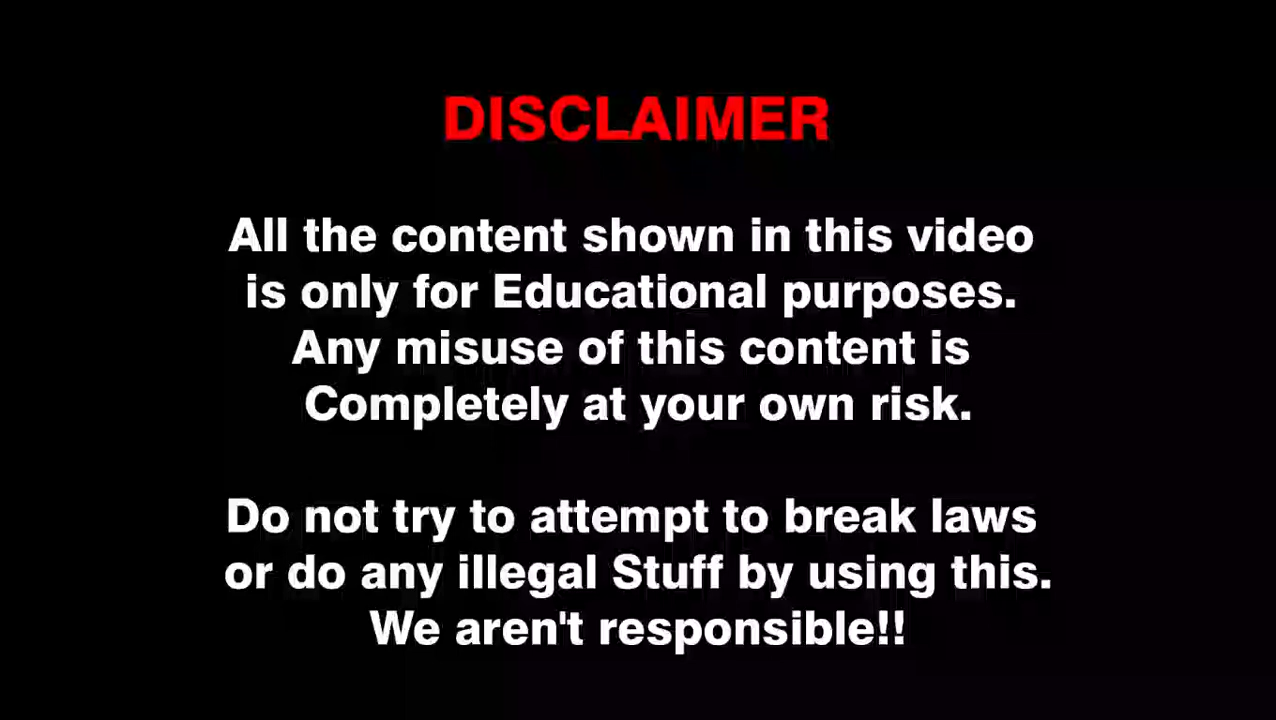 DISCLAIMER
All the content shown in this video
is only for Educational purposes.
Any misuse of this content is
Completely at your own risk.
Do not try to attempt to break laws
or do any illegal Stuff by using this.
We aren't responsible!!